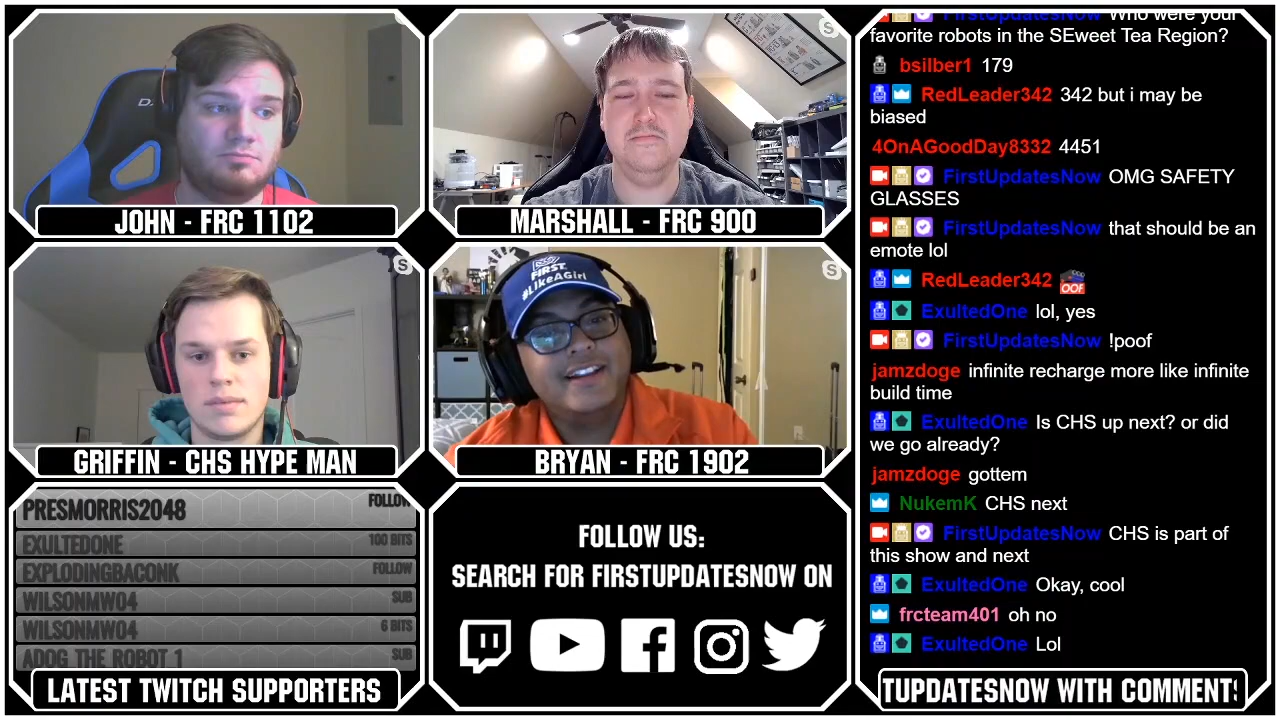 JOHN - FRC 1102
MARSHALL - FRC 900
FIRST
#LikeAGirl
GRIFFIN - CHS HYPE MAN
BRYAN - FRC 1902
PRESMORRIS2048 FOLLOW
EXULTEDONE 100 BITS
EXPLODINGBACONK FOLLOW
WILSONMW04 SUB
WILSONMW04 6 BITS
ADOG_THE_ROBOT_1 SUB
LATEST TWITCH SUPPORTERS
FOLLOW US:
SEARCH FOR FIRSTUPDATESNOW ON
FirstUpdatesNow Who were your
favorite robots in the SEweet Tea Region?
bsilber1 179
RedLeader342 342 but i may be
biased
4OnAGoodDay8332 4451
FirstUpdatesNow OMG SAFETY
GLASSES
FirstUpdatesNow that should be an
emote lol
RedLeader342 OOF
ExultedOne lol, yes
FirstUpdatesNow !poof
jamzdoge infinite recharge more like infinite
build time
ExultedOne Is CHS up next? or did
we go already?
jamzdoge gottem
NukemK CHS next
FirstUpdatesNow CHS is part of
this show and next
ExultedOne Okay, cool
frcteam401 oh no
ExultedOne Lol
TUPDATESNOW WITH COMMENTS